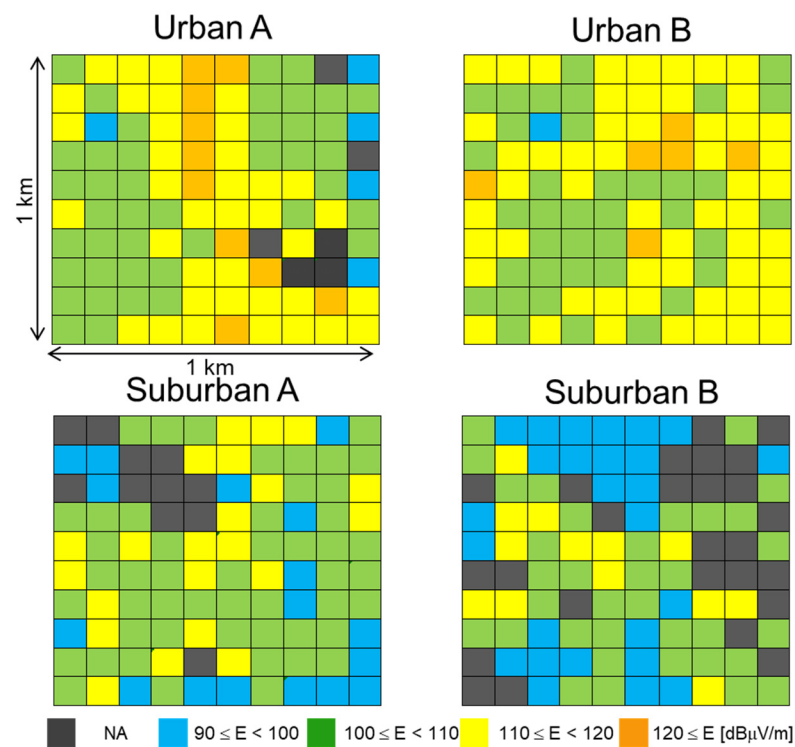 Urban A
Urban B
1 km
1 km
Suburban A
Suburban B
NA
90 ≤ E < 100
100 ≤ E < 110
110 ≤ E < 120
120 ≤ E [dBμV/m]